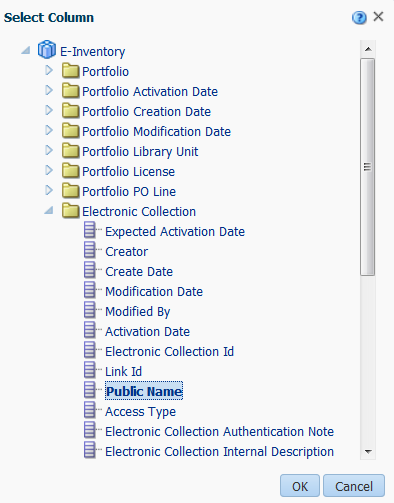 Select Column
E-Inventory
Portfolio
Portfolio Activation Date
Portfolio Creation Date
Portfolio Modification Date
Portfolio Library Unit
Portfolio License
Portfolio PO Line
Electronic Collection
Expected Activation Date
Creator
Create Date
Modification Date
Modified By
Activation Date
Electronic Collection Id
Link Id
Public Name
Access Type
Electronic Collection Authentication Note
Electronic Collection Internal Description
OK Cancel